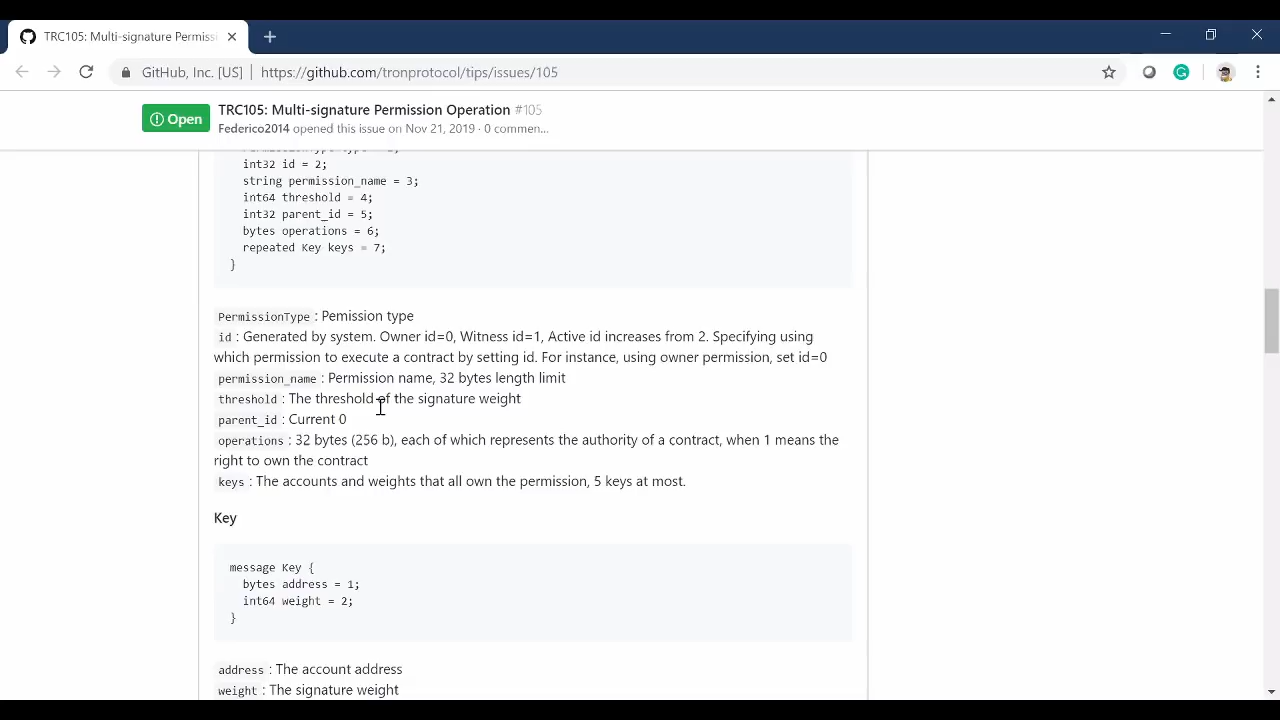 TRC105: Multi-signature Permiss
GitHub, Inc. [US] https://github.com/tronprotocol/tips/issues/105
Open
TRC105: Multi-signature Permission Operation #105
Federico2014 opened this issue on Nov 21, 2019 · 0 commen...
int32 id = 2;
string permission_name = 3;
int64 threshold = 4;
int32 parent_id = 5;
bytes operations = 6;
repeated Key keys = 7;
}
PermissionType : Pemission type
id : Generated by system. Owner id=0, Witness id=1, Active id increases from 2. Specifying using
which permission to execute a contract by setting id. For instance, using owner permission, set id=0
permission_name : Permission name, 32 bytes length limit
threshold : The threshold of the signature weight
parent_id : Current 0
operations : 32 bytes (256 b), each of which represents the authority of a contract, when 1 means the
right to own the contract
keys : The accounts and weights that all own the permission, 5 keys at most.
Key
message Key {
bytes address = 1;
int64 weight = 2;
}
address : The account address
weight : The signature weight